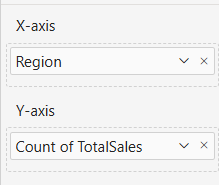 X-axis
Region
Y-axis
Count of TotalSales